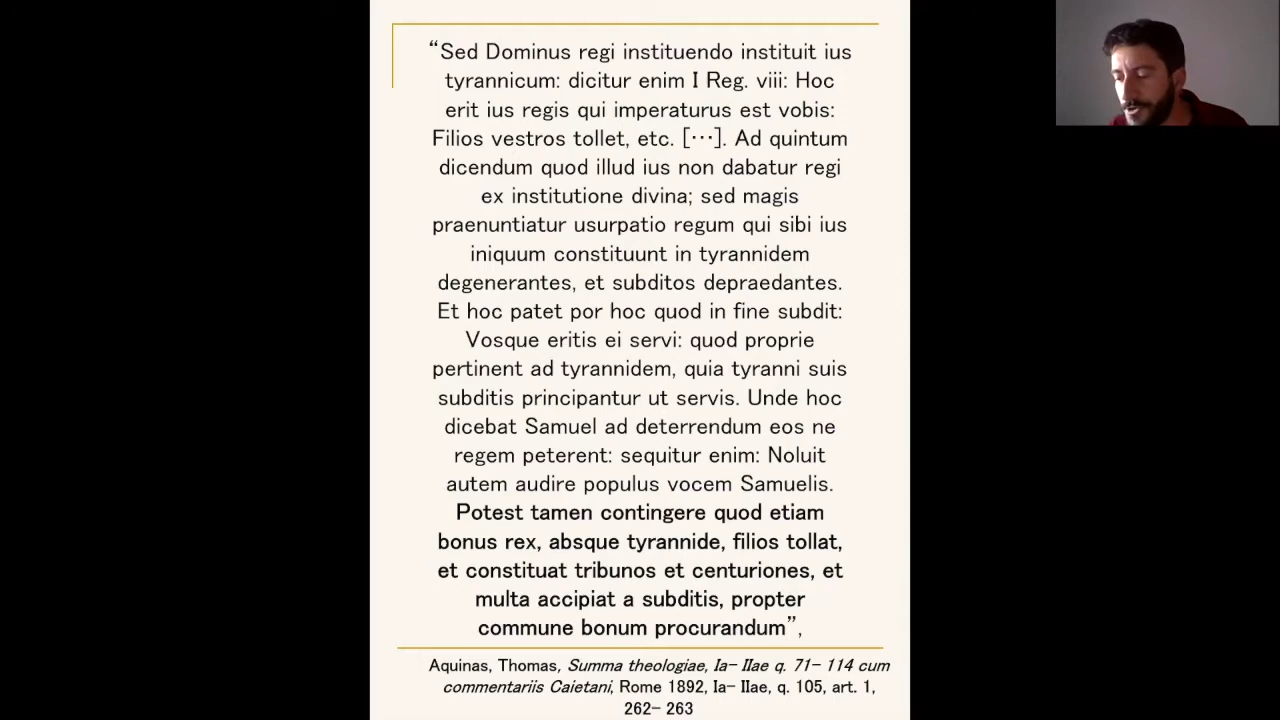 “Sed Dominus regi instituendo instituit ius
tyrannicum: dicitur enim I Reg. viii: Hoc
erit ius regis qui imperaturus est vobis:
Filios vestros tollet, etc. [⋯]. Ad quintum
dicendum quod illud ius non dabatur regi
ex institutione divina; sed magis
praenuntiatur usurpatio regum qui sibi ius
iniquum constituunt in tyrannidem
degenerantes, et subditos depraedantes.
Et hoc patet por hoc quod in fine subdit:
Vosque eritis ei servi: quod proprie
pertinent ad tyrannidem, quia tyranni suis
subditis principantur ut servis. Unde hoc
dicebat Samuel ad deterrendum eos ne
regem peterent: sequitur enim: Noluit
autem audire populus vocem Samuelis.
Potest tamen contingere quod etiam
bonus rex, absque tyrannide, filios tollat,
et constituat tribunos et centuriones, et
multa accipiat a subditis, propter
commune bonum procurandum”,
Aquinas, Thomas, Summa theologiae, Ia– IIae q. 71– 114 cum
commentariis Caietani, Rome 1892, Ia– IIae, q. 105, art. 1,
262– 263